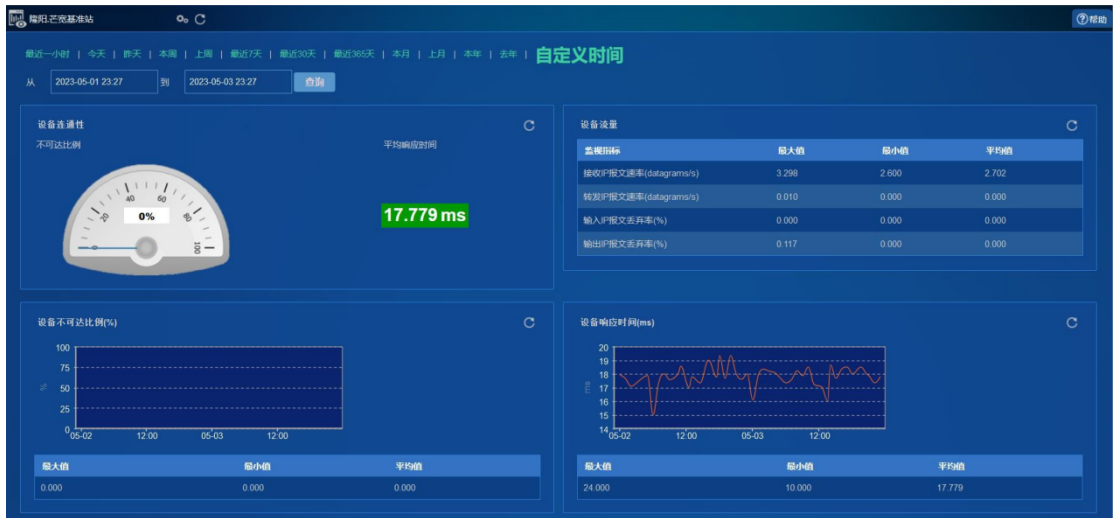 隆阳.芒宽基准站 帮助
最近一小时 | 今天 | 昨天 | 本周 | 上周 | 最近7天 | 最近30天 | 最近365天 | 本月 | 上月 | 本年 | 去年 | 自定义时间
从 2023-05-01 23:27 到 2023-05-03 23:27 查询
设备连通性
不可达比例 平均响应时间
0 20 40 60 80 100
0%
17.779 ms
设备流量
监视指标 最大值 最小值 平均值
接收IP报文速率(datagrams/s) 3.298 2.600 2.702
转发IP报文速率(datagrams/s) 0.010 0.000 0.000
输入IP报文丢弃率(%) 0.000 0.000 0.000
输出IP报文丢弃率(%) 0.117 0.000 0.000
设备不可达比例(%)
100
75
50
25
0
%
05-02 12:00 05-03 12:00
最大值 最小值 平均值
0.000 0.000 0.000
设备响应时间(ms)
20
19
18
17
16
15
14
ms
05-02 12:00 05-03 12:00
最大值 最小值 平均值
24.000 10.000 17.779